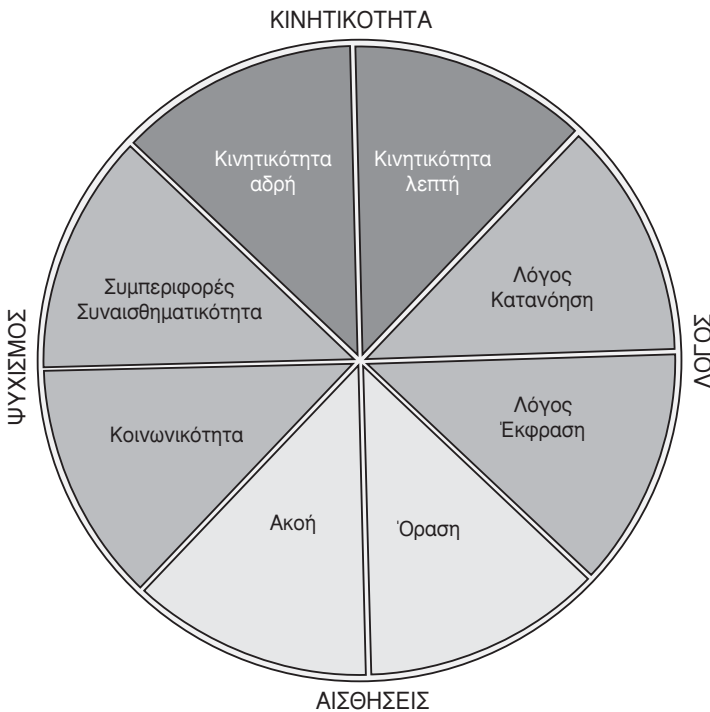 ΚΙΝΗΤΙΚΟΤΗΤΑ
Κινητικότητα
αδρή
Κινητικότητα
λεπτή
Συμπεριφορές
Συναισθηματικότητα
Λόγος
Κατανόηση
ΨΥΧΙΣΜΟΣ
ΛΟΓΟΣ
Κοινωνικότητα
Λόγος
Έκφραση
Ακοή
Όραση
ΑΙΣΘΗΣΕΙΣ